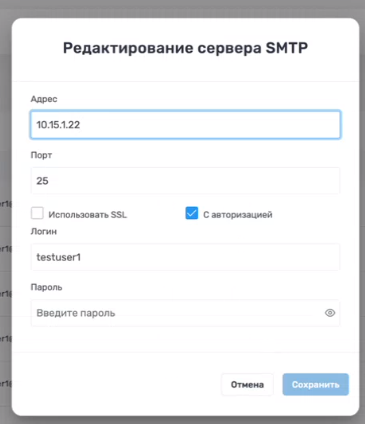 Редактирование сервера SMTP
Адрес
10.15.1.22
Порт
25
Использовать SSL
С авторизацией
Логин
testuser1
Пароль
Введите пароль
Отмена
Сохранить